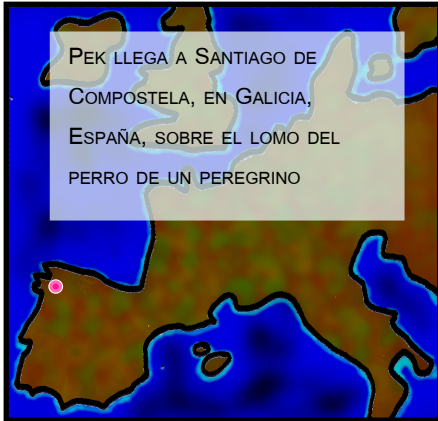 Pek llega a Santiago de
Compostela, en Galicia,
España, sobre el lomo del
perro de un peregrino